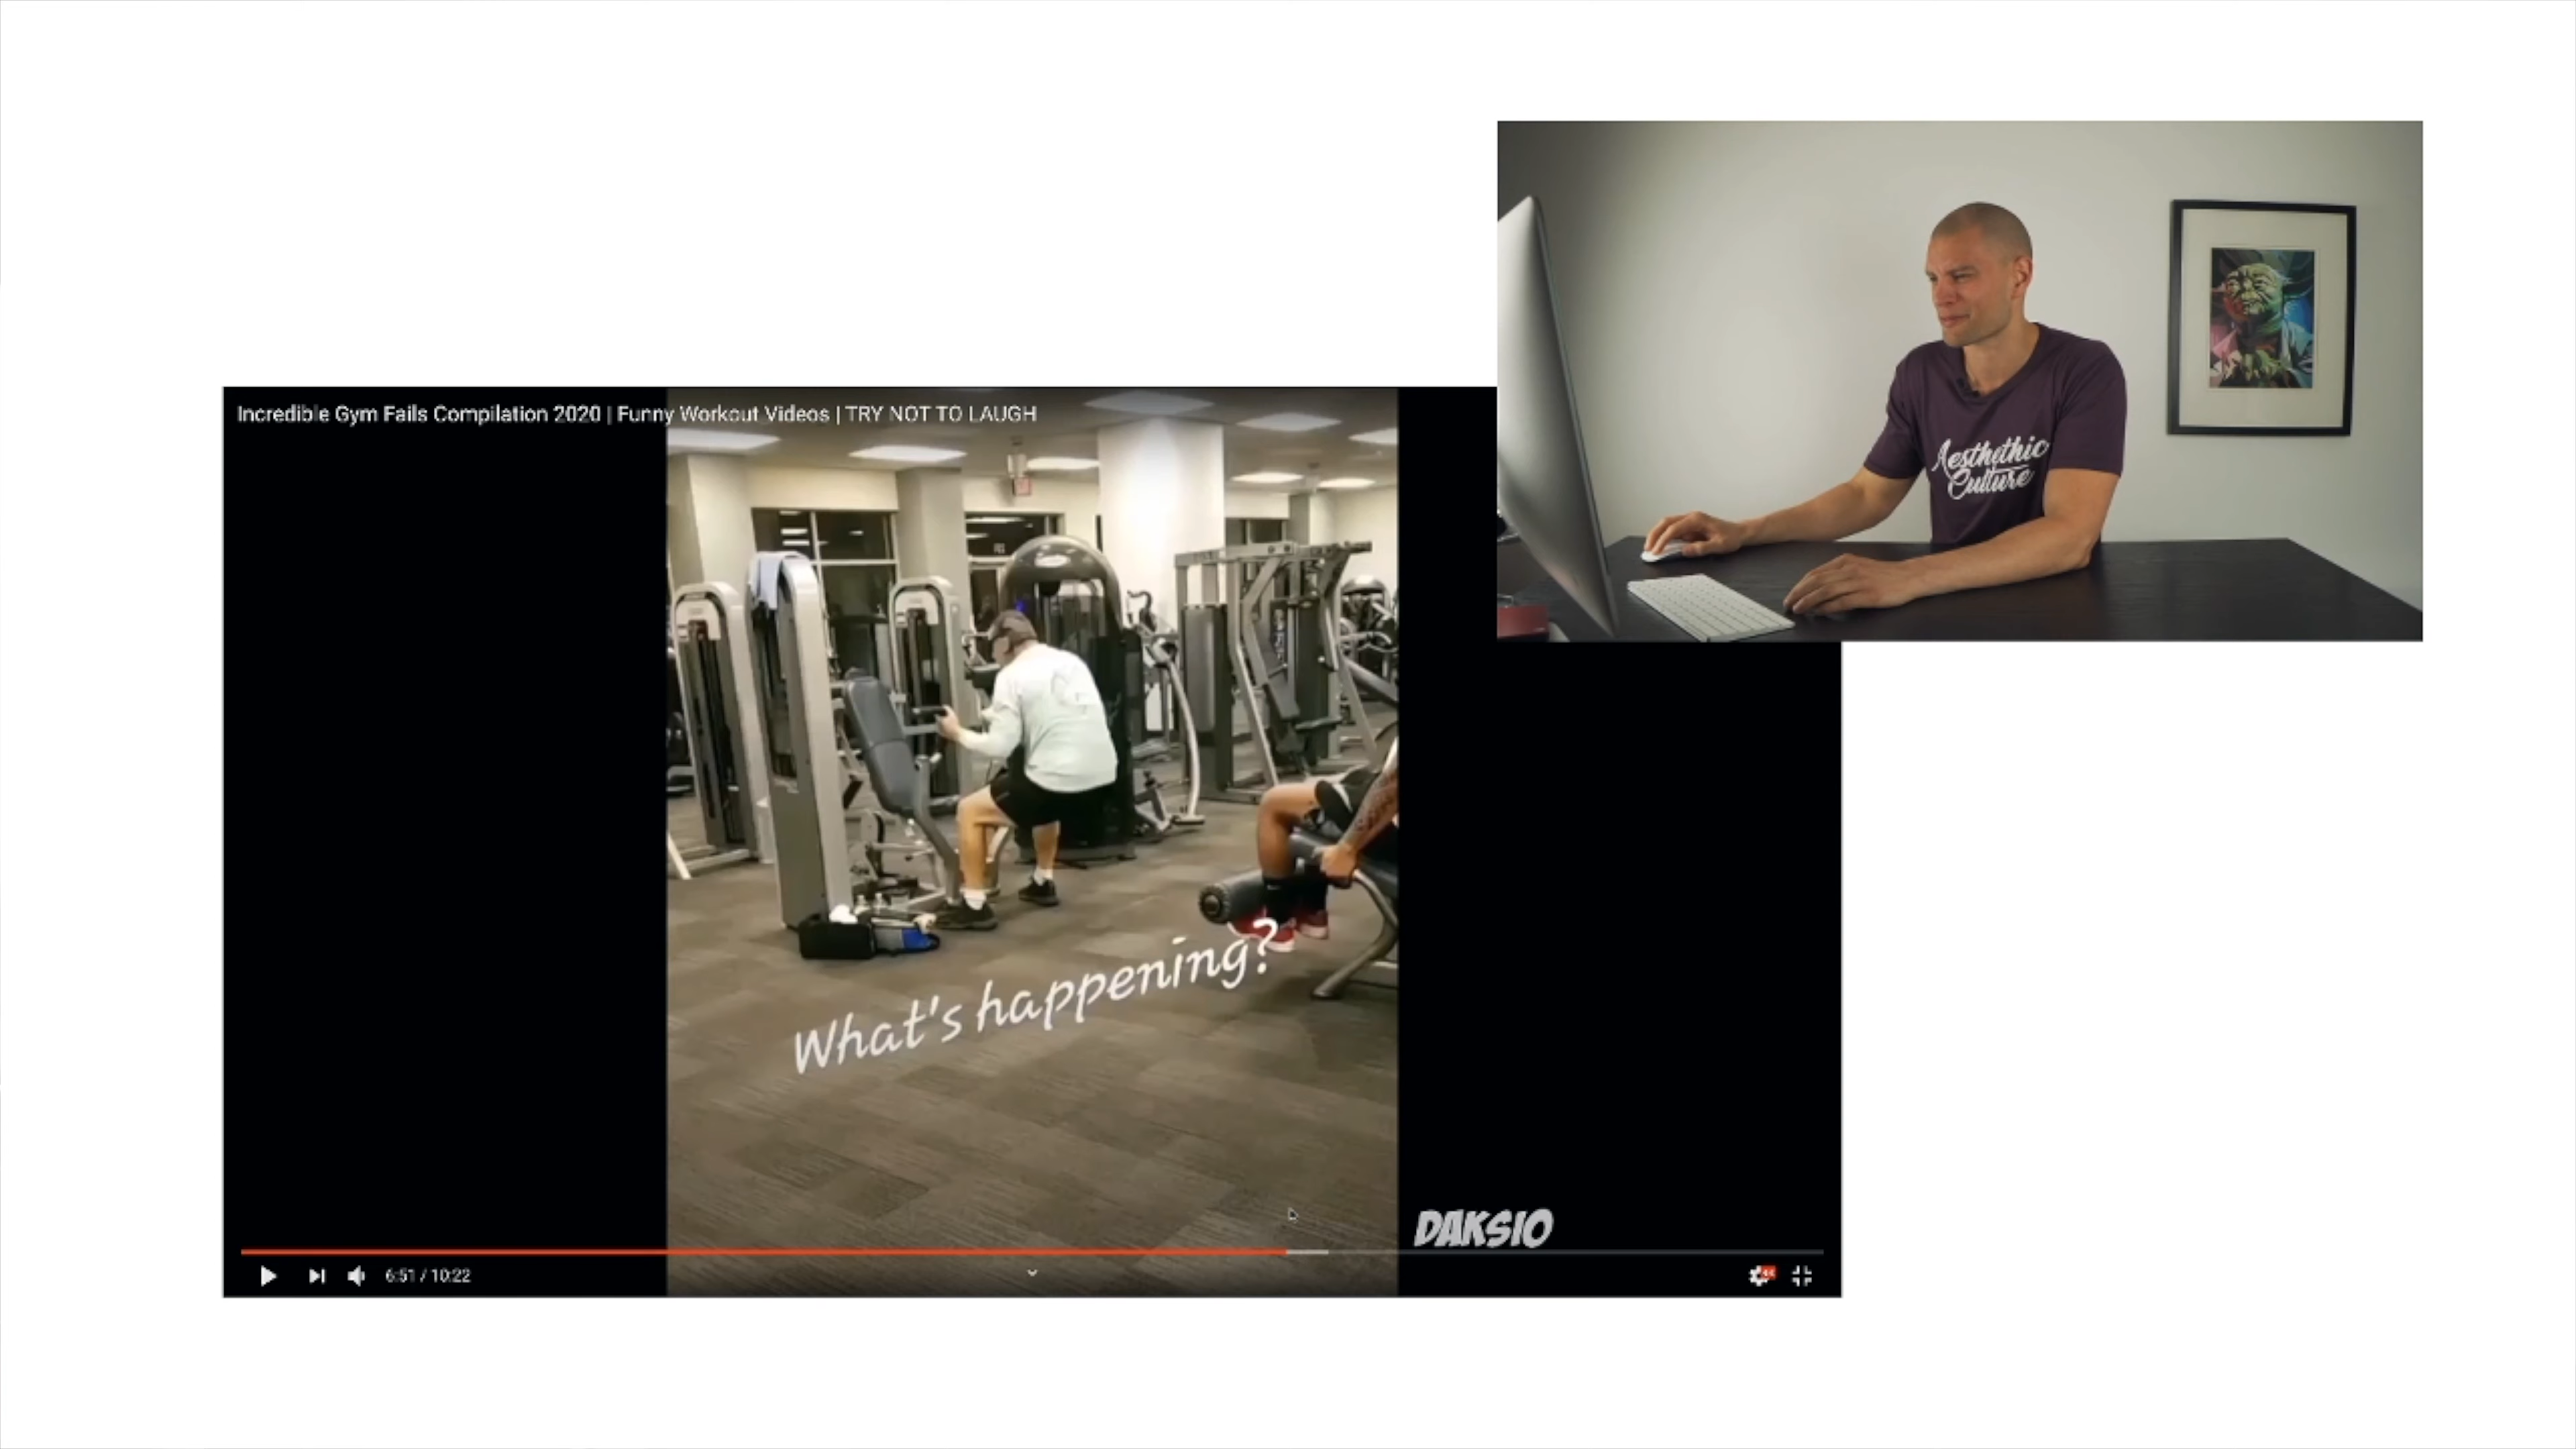 Incredible Gym Fails Compilation 2020 | Funny Workout Videos | TRY NOT TO LAUGH
Aesthethic
Culture
What's happening?
DAKSIO
6:51 / 10:22